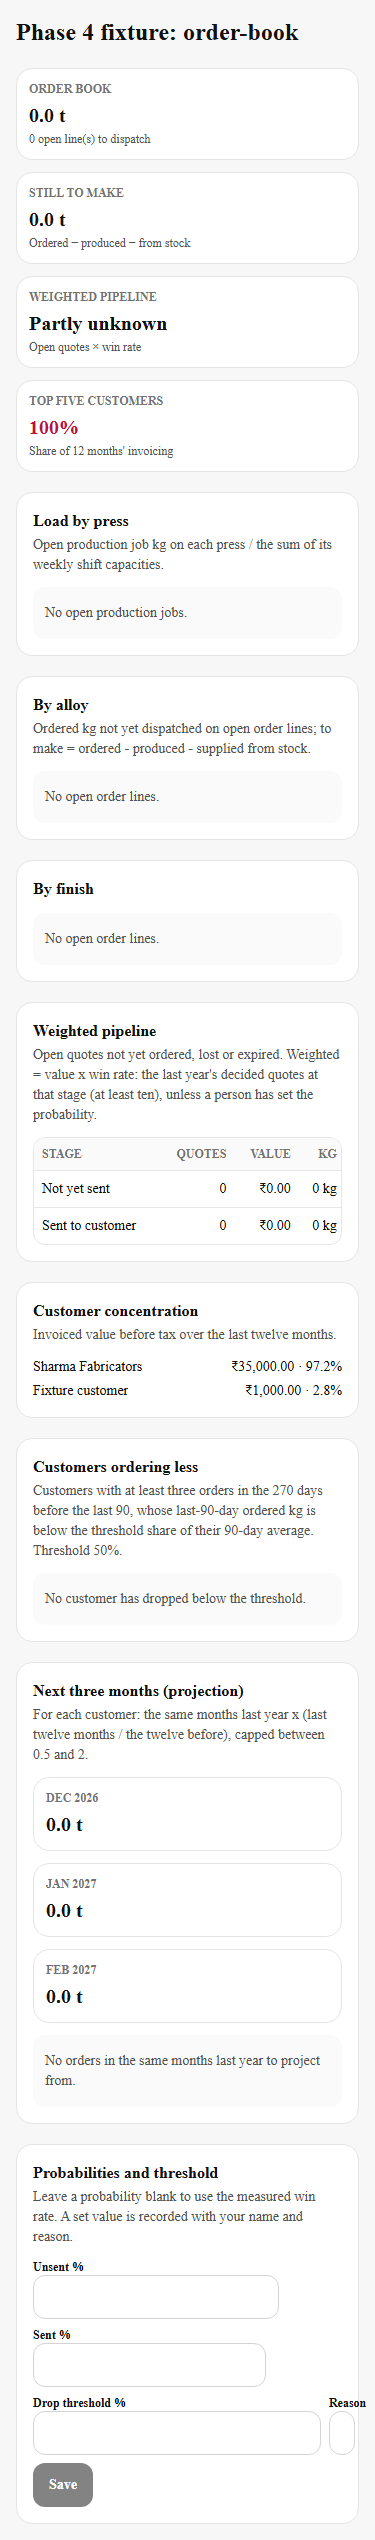 Phase 4 fixture: order-book
ORDER BOOK
0.0 t
0 open line(s) to dispatch
STILL TO MAKE
0.0 t
Ordered − produced − from stock
WEIGHTED PIPELINE
Partly unknown
Open quotes × win rate
TOP FIVE CUSTOMERS
100%
Share of 12 months' invoicing
Load by press
Open production job kg on each press / the sum of its
weekly shift capacities.
No open production jobs.
By alloy
Ordered kg not yet dispatched on open order lines; to
make = ordered - produced - supplied from stock.
No open order lines.
By finish
No open order lines.
Weighted pipeline
Open quotes not yet ordered, lost or expired. Weighted
= value x win rate: the last year's decided quotes at
that stage (at least ten), unless a person has set the
probability.
STAGE QUOTES VALUE KG
Not yet sent 0 ₹0.00 0 kg
Sent to customer 0 ₹0.00 0 kg
Customer concentration
Invoiced value before tax over the last twelve months.
Sharma Fabricators ₹35,000.00 · 97.2%
Fixture customer ₹1,000.00 · 2.8%
Customers ordering less
Customers with at least three orders in the 270 days
before the last 90, whose last-90-day ordered kg is
below the threshold share of their 90-day average.
Threshold 50%.
No customer has dropped below the threshold.
Next three months (projection)
For each customer: the same months last year x (last
twelve months / the twelve before), capped between
0.5 and 2.
DEC 2026
0.0 t
JAN 2027
0.0 t
FEB 2027
0.0 t
No orders in the same months last year to project
from.
Probabilities and threshold
Leave a probability blank to use the measured win
rate. A set value is recorded with your name and
reason.
Unsent %
Sent %
Drop threshold % Reason
Save